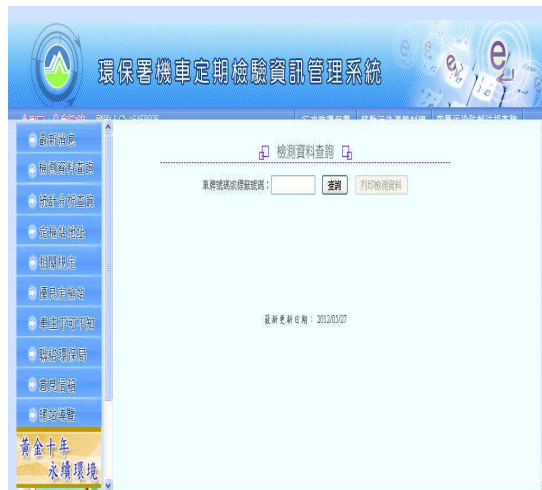 環保署機車定期檢驗資訊管理系統
最新消息
檢測資料查詢
統計分析查詢
定檢站地址
相關規定
優良定檢站
車主不可不知
聯絡環保局
意見信箱
網站導覽
黃金十年
永續環境
檢測資料查詢
車牌號碼或標籤號碼：
查詢
列印檢測資料
最新更新日期：2012/03/27